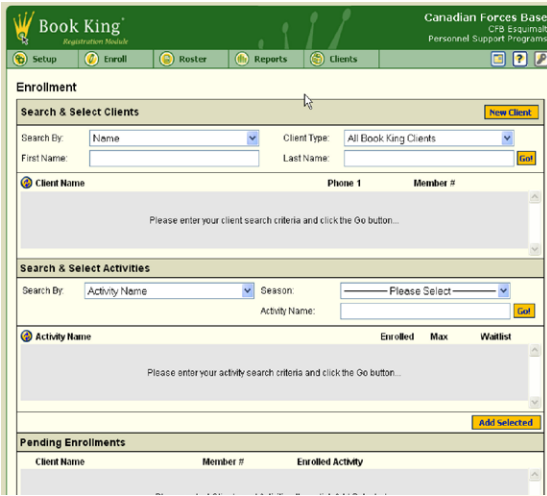 Book King
Registration Module
Canadian Forces Base
CFB Esquimalt
Personnel Support Programs
Setup Enroll Roster Reports Clients
Enrollment
Search & Select Clients New Client
Search By: Name Client Type: All Book King Clients
First Name: Last Name: Go!
Client Name Phone 1 Member #
Please enter your client search criteria and click the Go button...
Search & Select Activities
Search By: Activity Name Season: Please Select
Activity Name: Go!
Activity Name Enrolled Max Waitlist
Please enter your activity search criteria and click the Go button...
Add Selected
Pending Enrollments
Client Name Member # Enrolled Activity